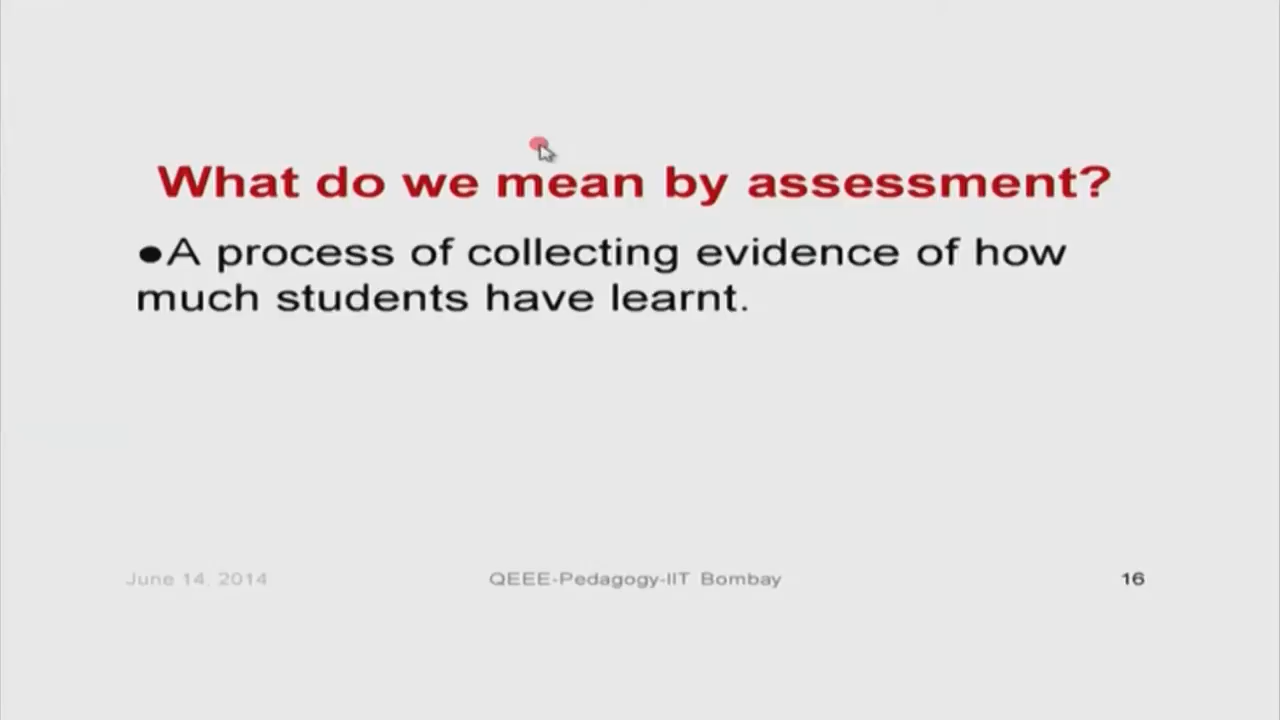 What do we mean by assessment?
●A process of collecting evidence of how
much students have learnt.
June 14, 2014
QEEE-Pedagogy-IIT Bombay
16